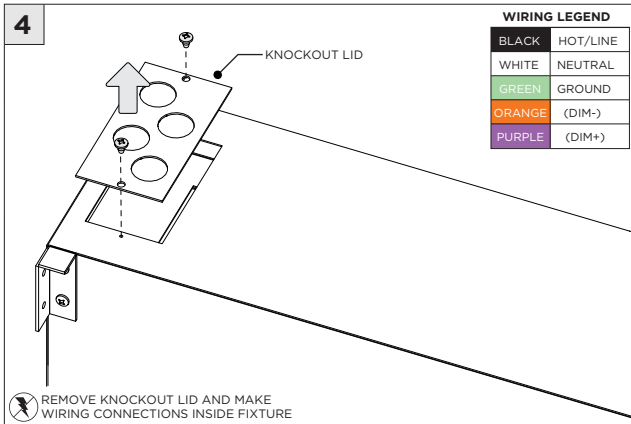 4
KNOCKOUT LID
WIRING LEGEND
BLACK HOT/LINE
WHITE NEUTRAL
GREEN GROUND
ORANGE (DIM-)
PURPLE (DIM+)
REMOVE KNOCKOUT LID AND MAKE
WIRING CONNECTIONS INSIDE FIXTURE